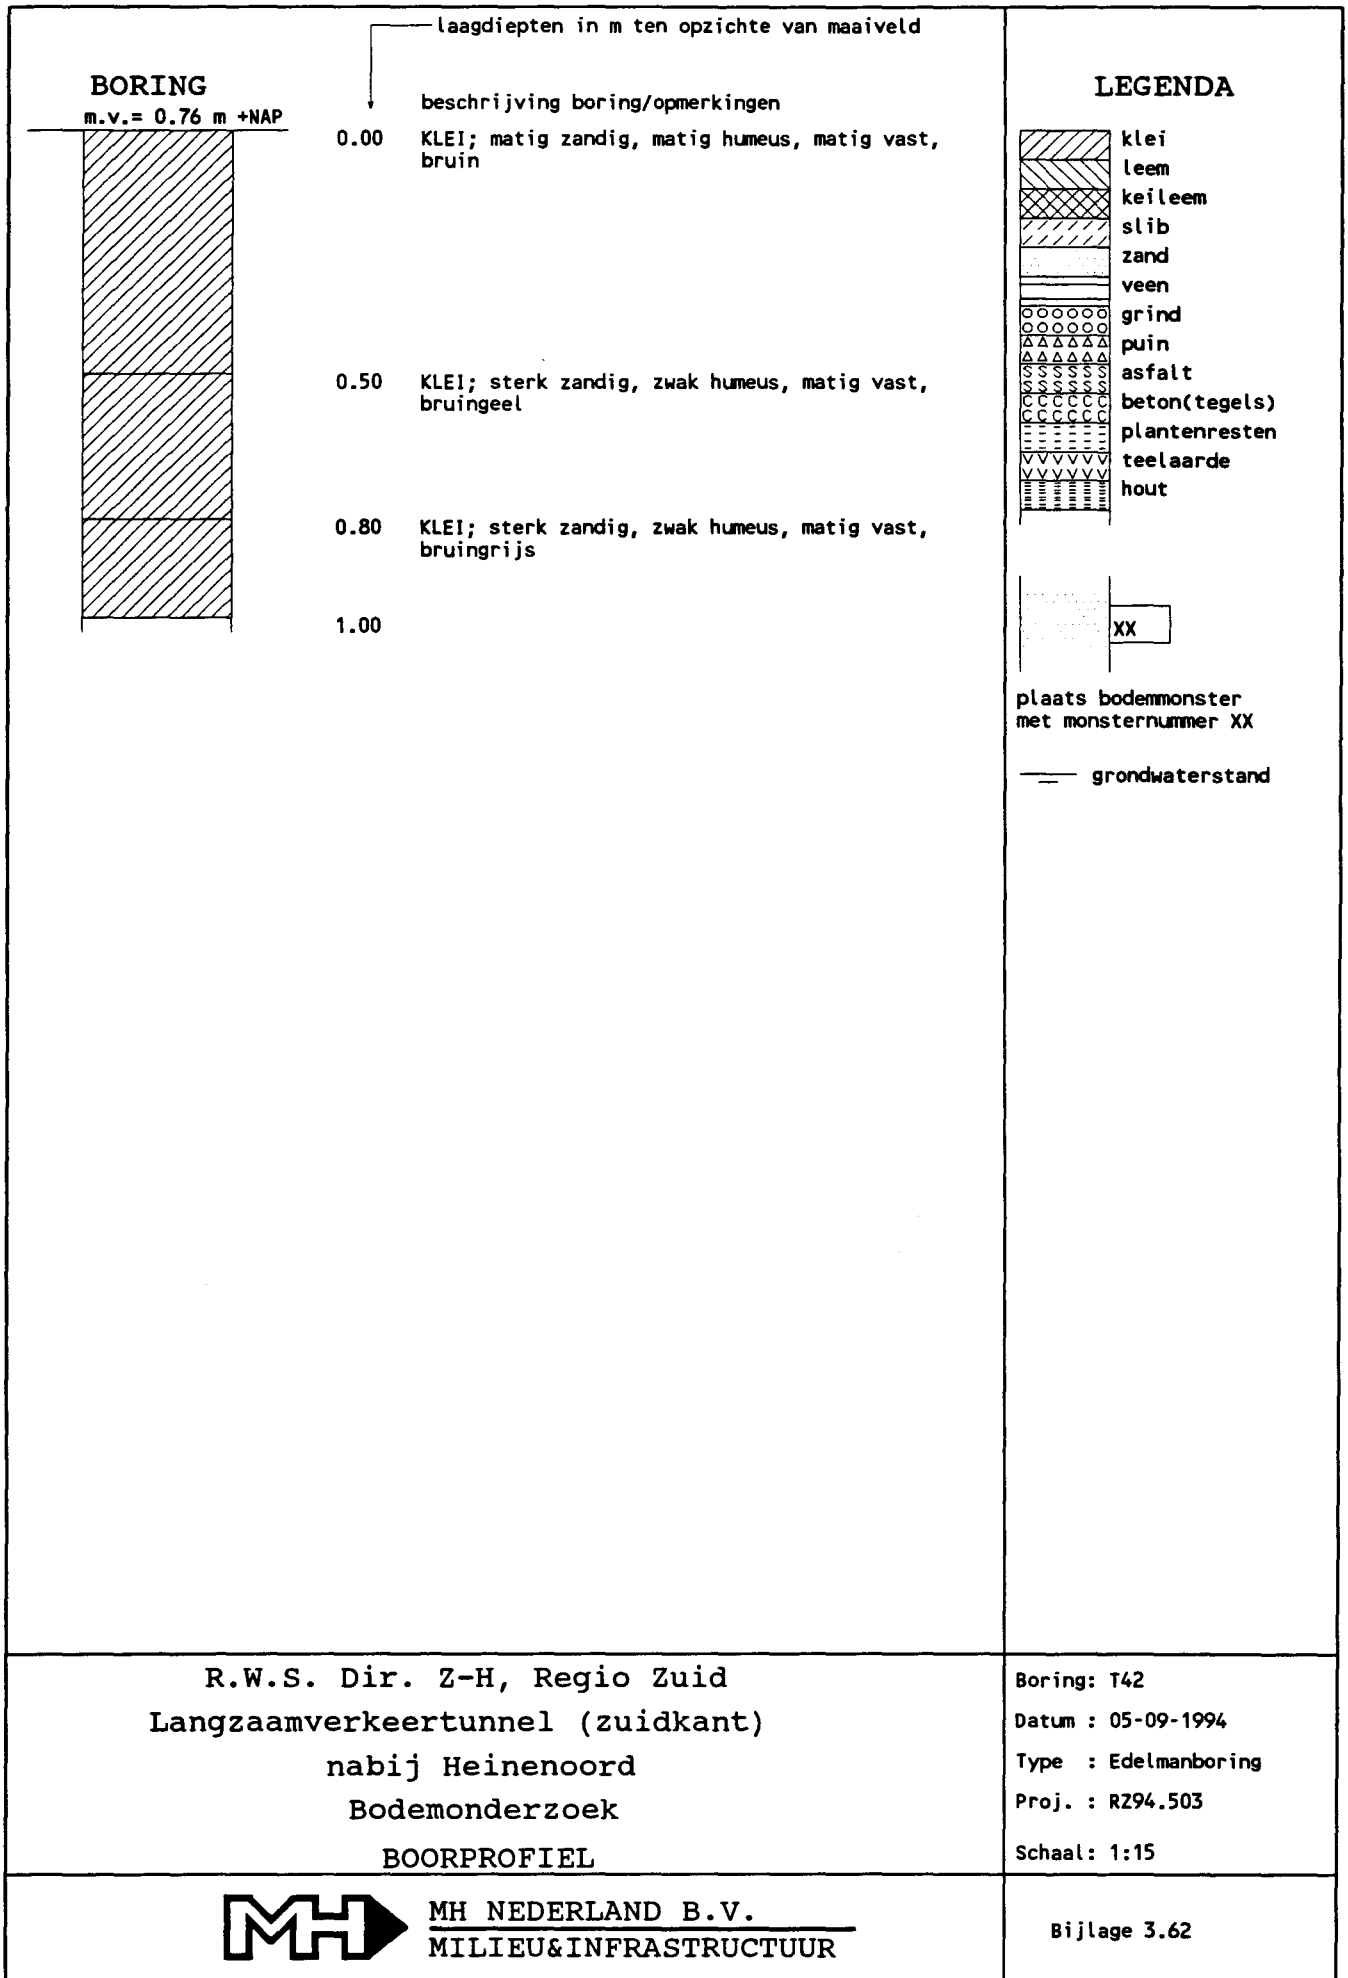 laagdiepten in m ten opzichte van maaiveld
BORING
m.v.= 0.76 m +NAP
beschrijving boring/opmerkingen
0.00 KLEI; matig zandig, matig humeus, matig vast,
bruin
0.50 KLEI; sterk zandig, zwak humeus, matig vast,
bruingeel
0.80 KLEI; sterk zandig, zwak humeus, matig vast,
bruingrijs
1.00
LEGENDA
klei
leem
keileem
slib
zand
veen
grind
puin
asfalt
beton(tegels)
plantenresten
teelaarde
hout
XX
plaats bodemmonster
met monsternummer XX
grondwaterstand
R.W.S. Dir. Z-H, Regio Zuid
Langzaamverkeertunnel (zuidkant)
nabij Heinenoord
Bodemonderzoek
BOORPROFIEL
Boring: T42
Datum : 05-09-1994
Type : Edelmanboring
Proj. : RZ94.503
Schaal: 1:15
MH
MH NEDERLAND B.V.
MILIEU&INFRASTRUCTUUR
Bijlage 3.62